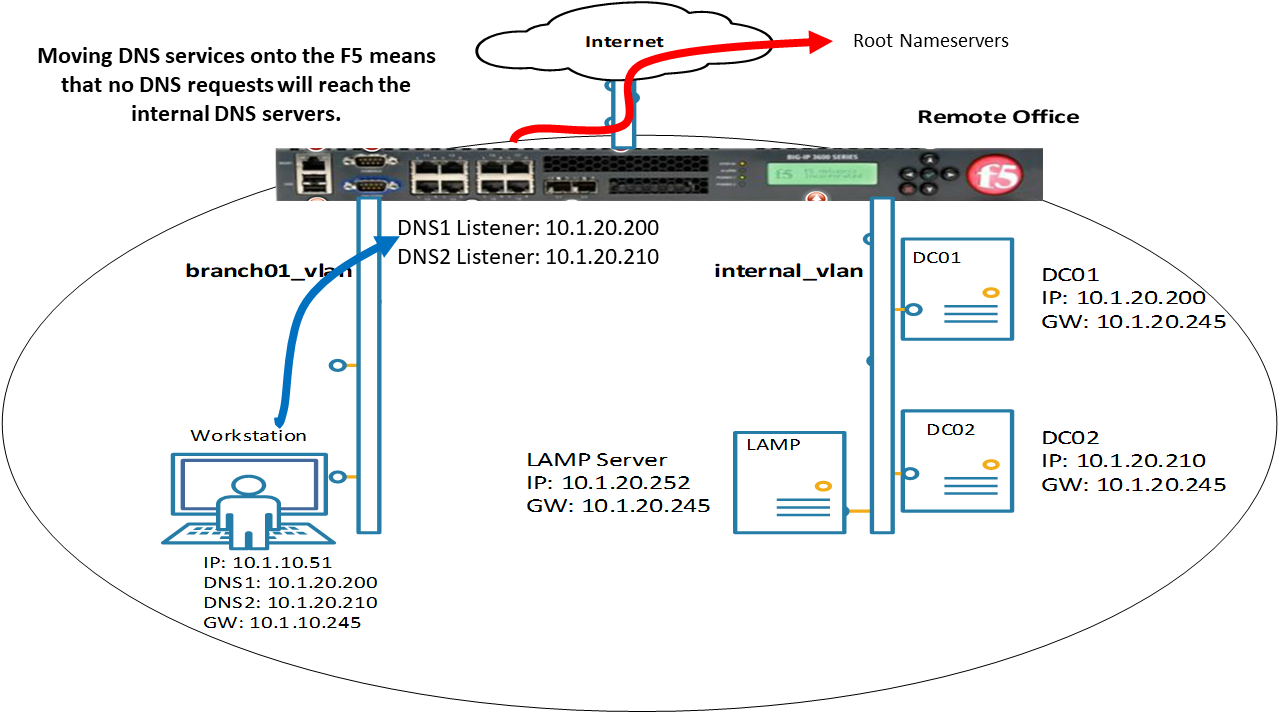 Moving DNS services onto the F5 means
that no DNS requests will reach the
internal DNS servers.
Internet
Root Nameservers
Remote Office
BIG-IP 3600 SERIES
f5
f5
DNS1 Listener: 10.1.20.200
DNS2 Listener: 10.1.20.210
branch01_vlan
internal_vlan
DC01
DC01
IP: 10.1.20.200
GW: 10.1.20.245
Workstation
LAMP
LAMP Server
IP: 10.1.20.252
GW: 10.1.20.245
DC02
DC02
IP: 10.1.20.210
GW: 10.1.20.245
IP: 10.1.10.51
DNS1: 10.1.20.200
DNS2: 10.1.20.210
GW: 10.1.10.245